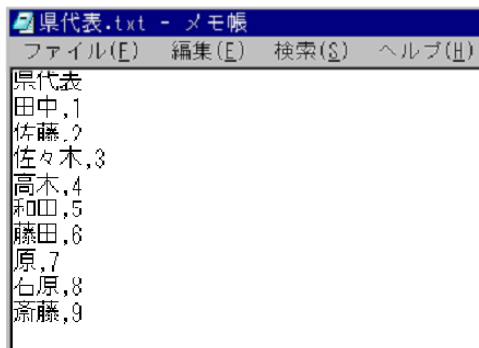 県代表.txt - メモ帳
ファイル(F) 編集(E) 検索(S) ヘルプ(H)
県代表
田中,1
佐藤,2
佐々木,3
高木,4
和田,5
藤田,6
原,7
石原,8
斎藤,9